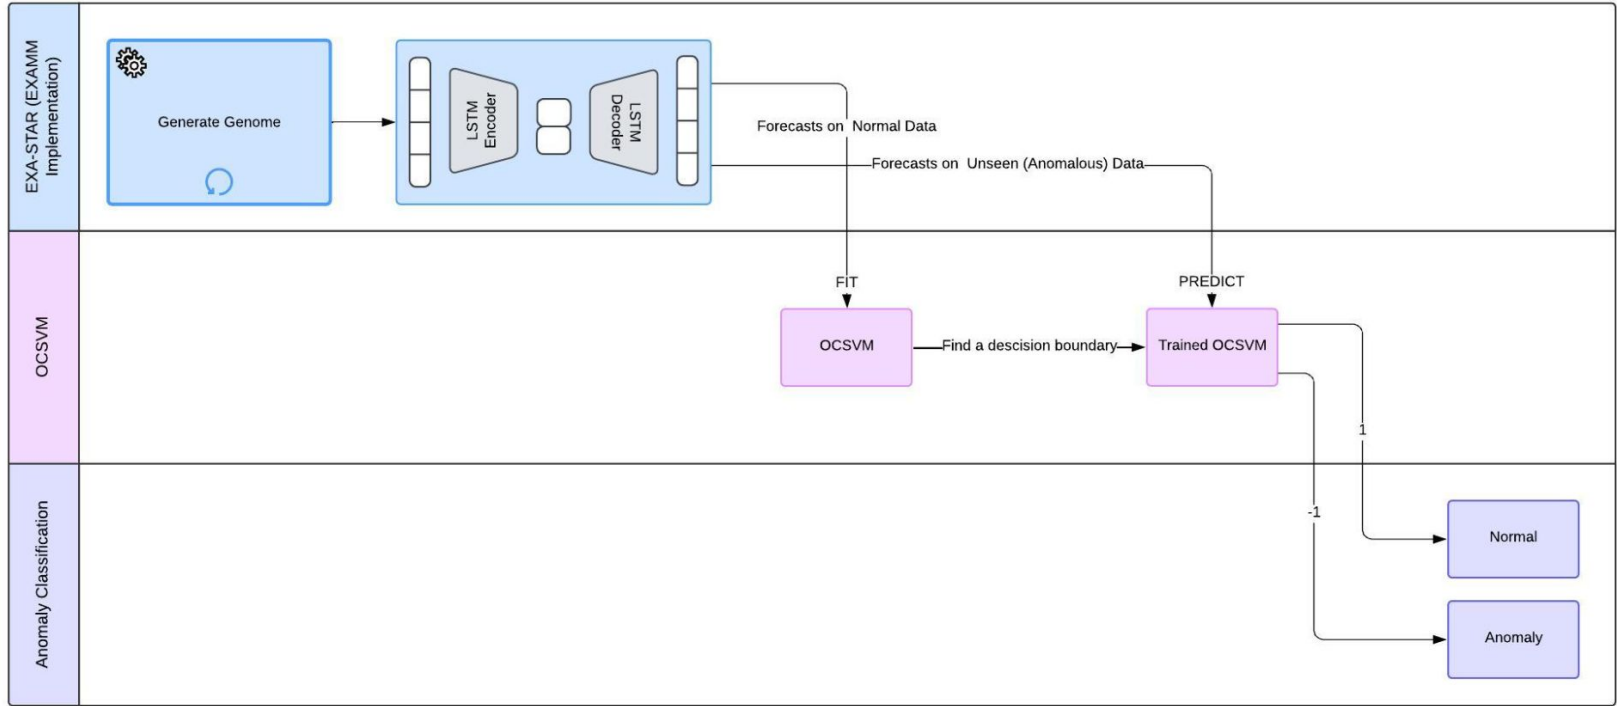 EXA-STAR (EXAMM
Implementation)
Generate Genome
LSTM
Encoder
LSTM
Decoder
Forecasts on Normal Data
Forecasts on Unseen (Anomalous) Data
OCSVM
FIT
PREDICT
OCSVM
Find a descision boundary
Trained OCSVM
1
Anomaly Classification
-1
Normal
Anomaly